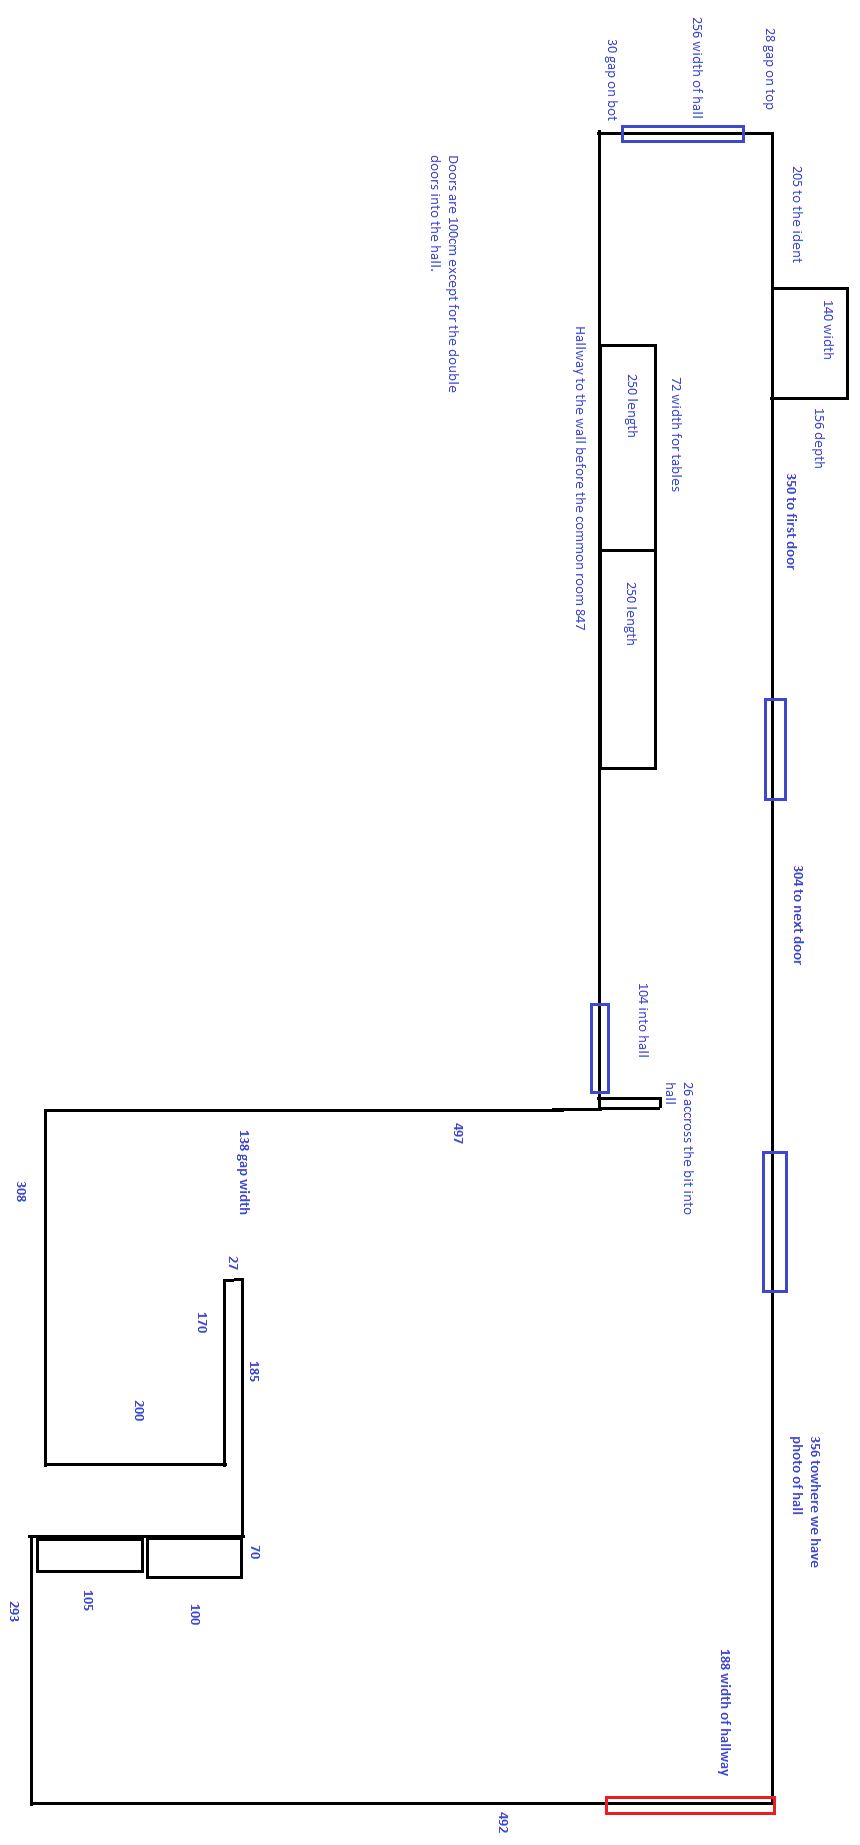 28 gap on top
256 width of hall
30 gap on bot
205 to the ident
140 width
156 depth
Doors are 100cm except for the double
doors into the hall.
Hallway to the wall before the common room 847
250 length
72 width for tables
350 to first door
250 length
304 to next door
104 into hall
26 accross the bit into
hall
497
138 gap width
308
27
170
185
200
356 towhere we have
photo of hall
70
105
100
293
188 width of hallway
492